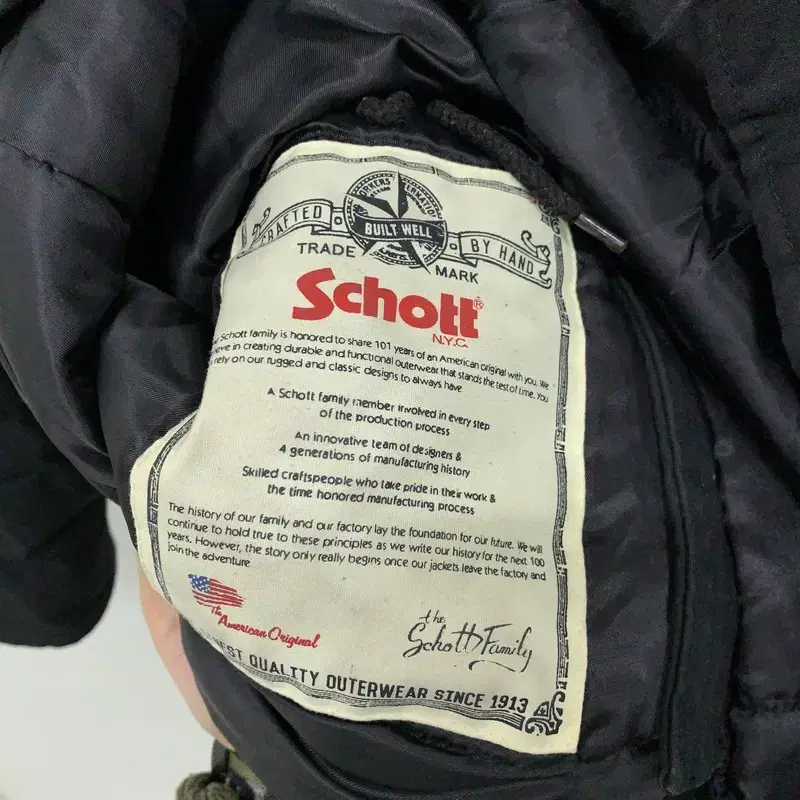 CRAFTED BUILT WELL BY HAND
TRADE MARK
Schott®
N.Y.C.
Schott family is honored to share 101 years of an American original with you. We
in creating durable and functional outerwear that stands the test of time. You
rely on our rugged and classic designs to always have
A Schott family member involved in every step
of the production process
An innovative team of designers &
4 generations of manufacturing history
Skilled craftspeople who take pride in their work &
the time honored manufacturing process
The history of our family and our factory lay the foundation for our future. We will
continue to hold true to these principles as we write our history for the next 100
years. However, the story only really begins once our jackets leave the factory and
join the adventure
The
American Original
the
Schott Family
QUALITY OUTERWEAR SINCE 1913